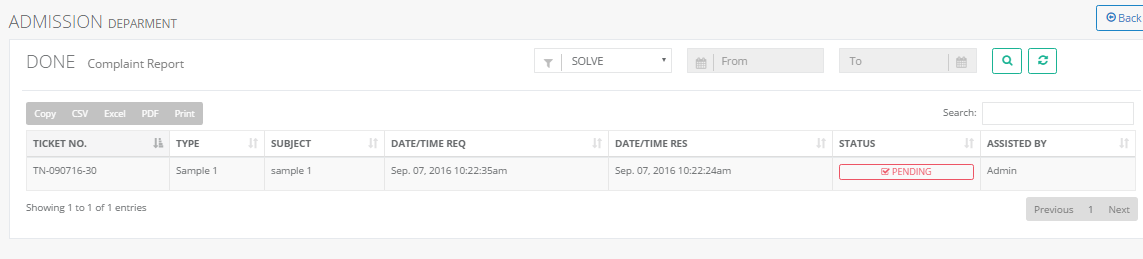 ADMISSION DEPARMENT
Back
DONE Complaint Report
SOLVE
From
To
Copy CSV Excel PDF Print
Search:
TICKET NO. TYPE SUBJECT DATE/TIME REQ DATE/TIME RES STATUS ASSISTED BY
TN-090716-30 Sample 1 sample 1 Sep. 07, 2016 10:22:35am Sep. 07, 2016 10:22:24am PENDING Admin
Showing 1 to 1 of 1 entries
Previous 1 Next